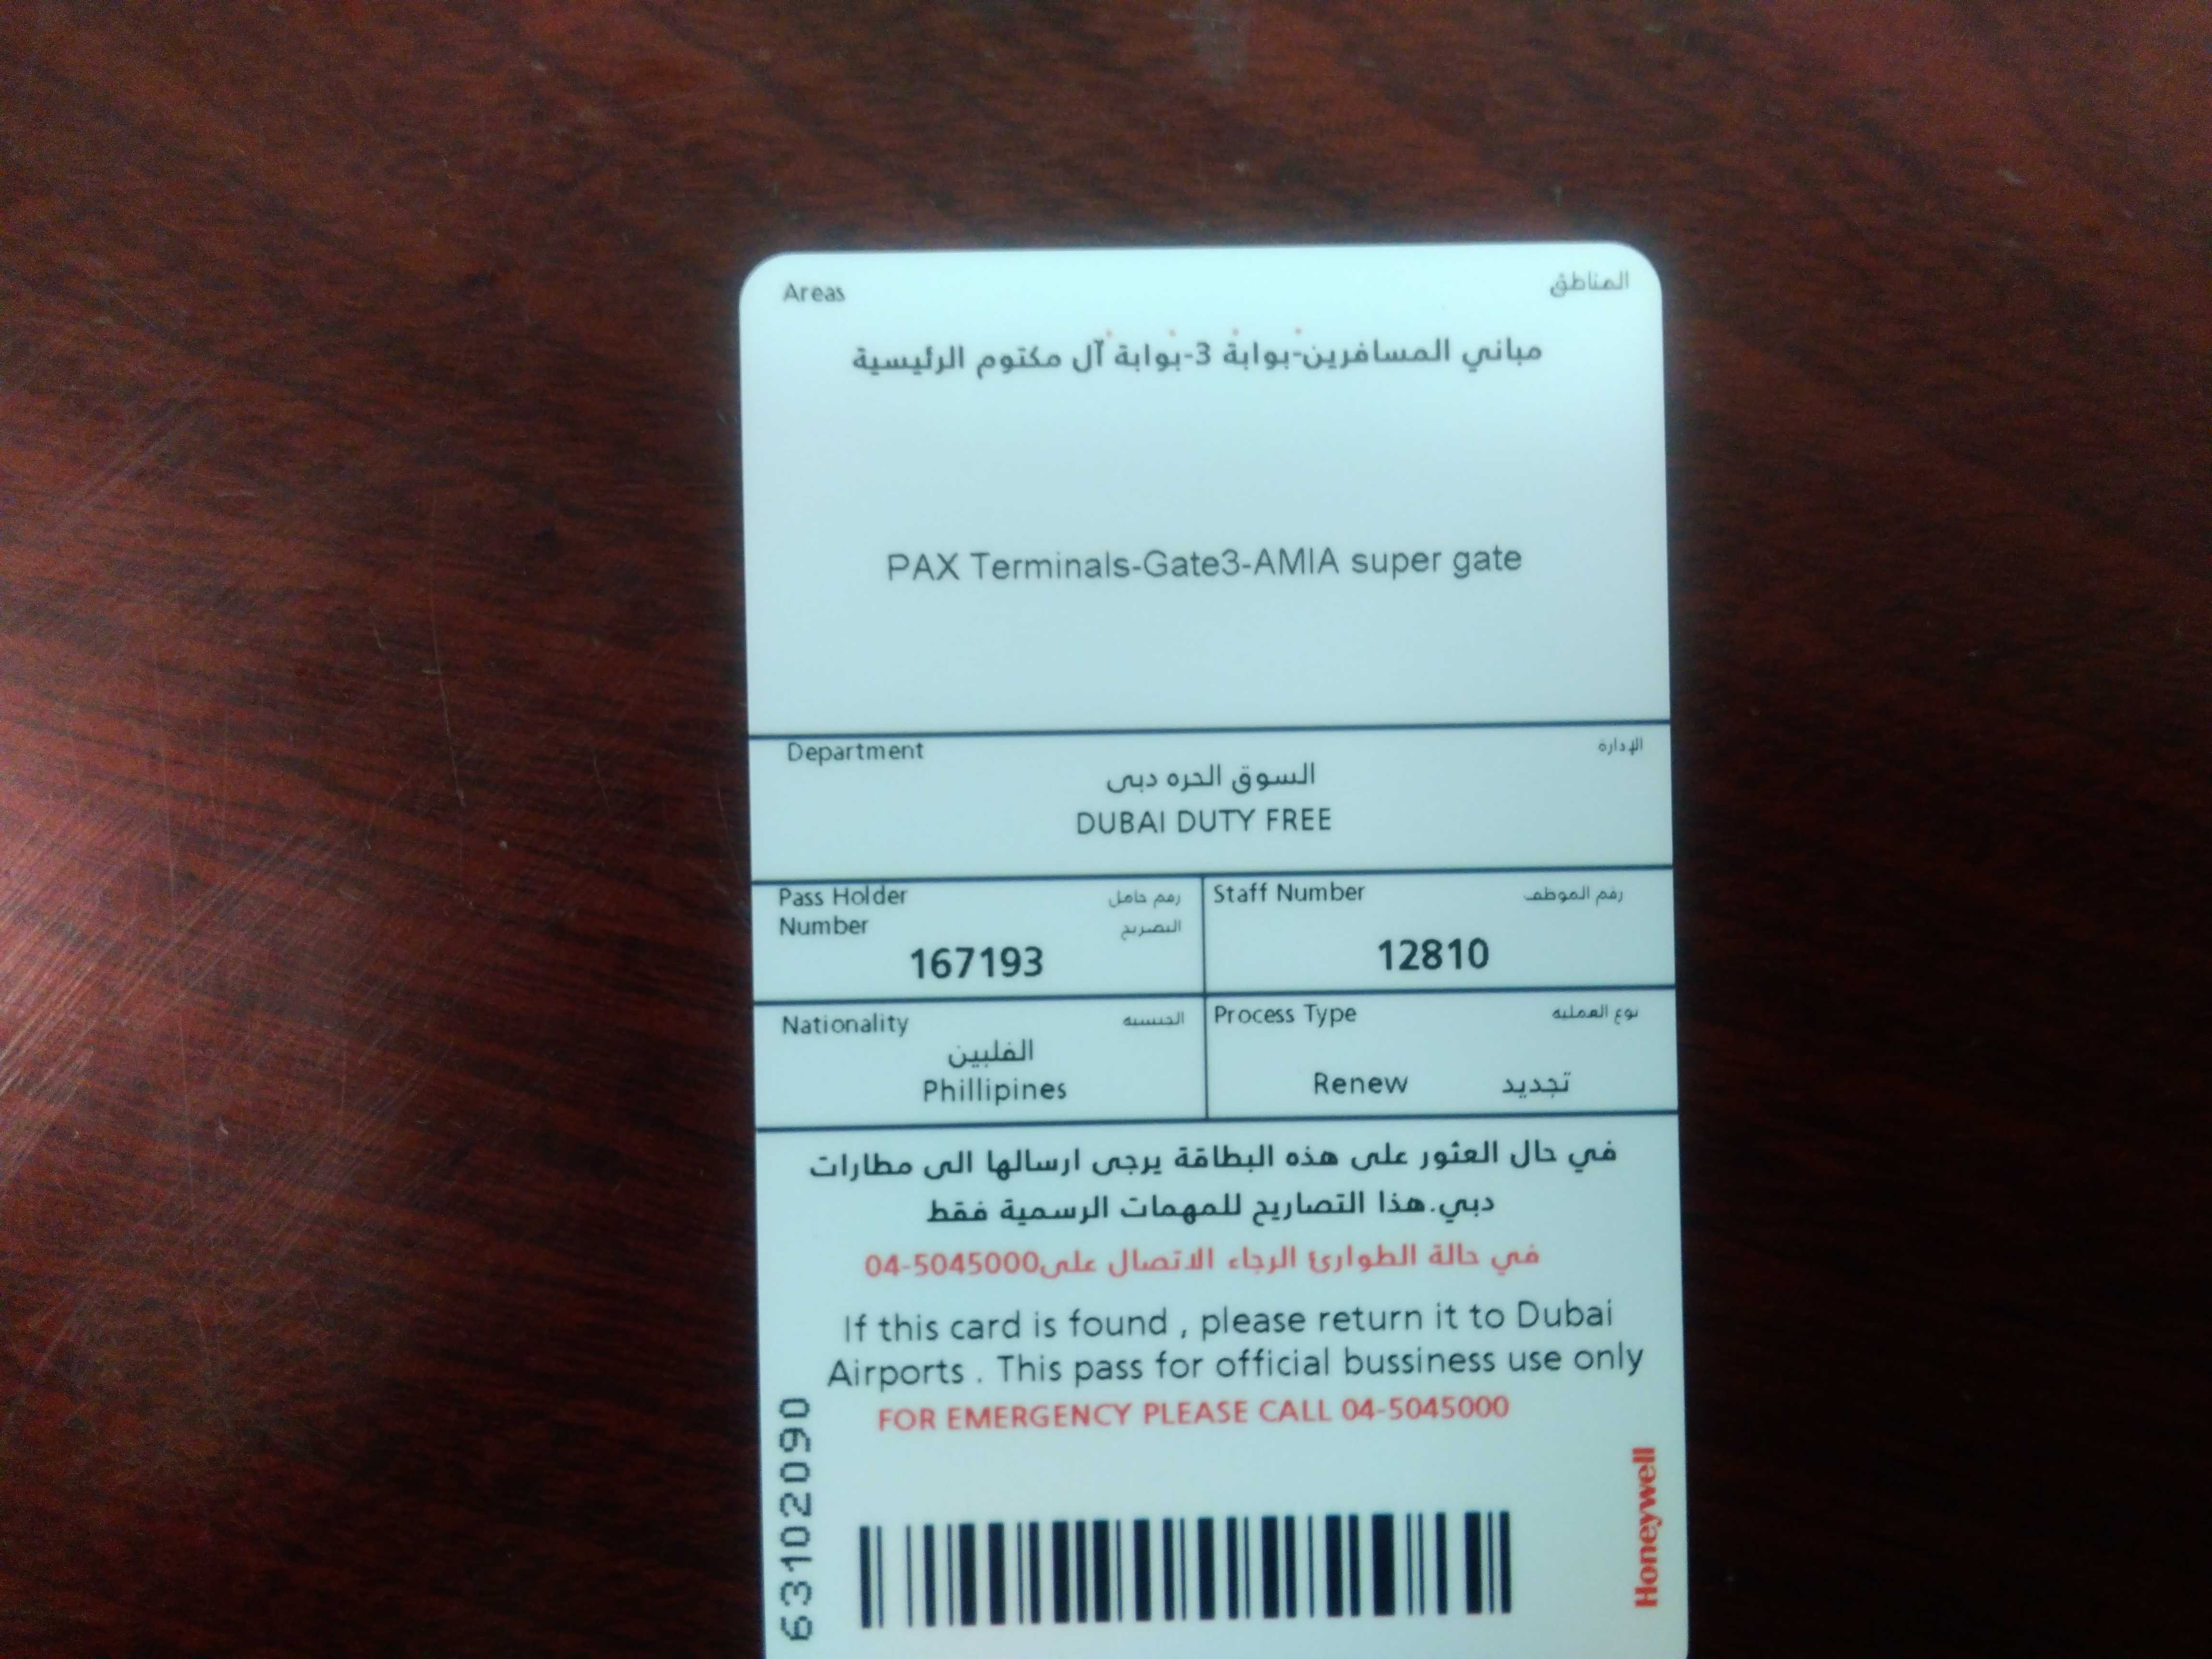 Areas المناطق
مباني المسافرين-بوابة 3-بوابة آل مكتوم الرئيسية
PAX Terminals-Gate3-AMIA super gate
Department الإدارة
السوق الحره دبى
DUBAI DUTY FREE
Pass Holder رقم حامل
Number التصريح
167193
Staff Number رقم الموظف
12810
Nationality الجنسية
الفلبين
Phillipines
Process Type نوع العملية
Renew تجديد
في حال العثور على هذه البطاقة يرجى ارسالها الى مطارات
دبي.هذا التصاريح للمهمات الرسمية فقط
في حالة الطوارئ الرجاء الاتصال على04-5045000
If this card is found , please return it to Dubai
Airports . This pass for official bussiness use only
FOR EMERGENCY PLEASE CALL 04-5045000
63102090
Honeywell